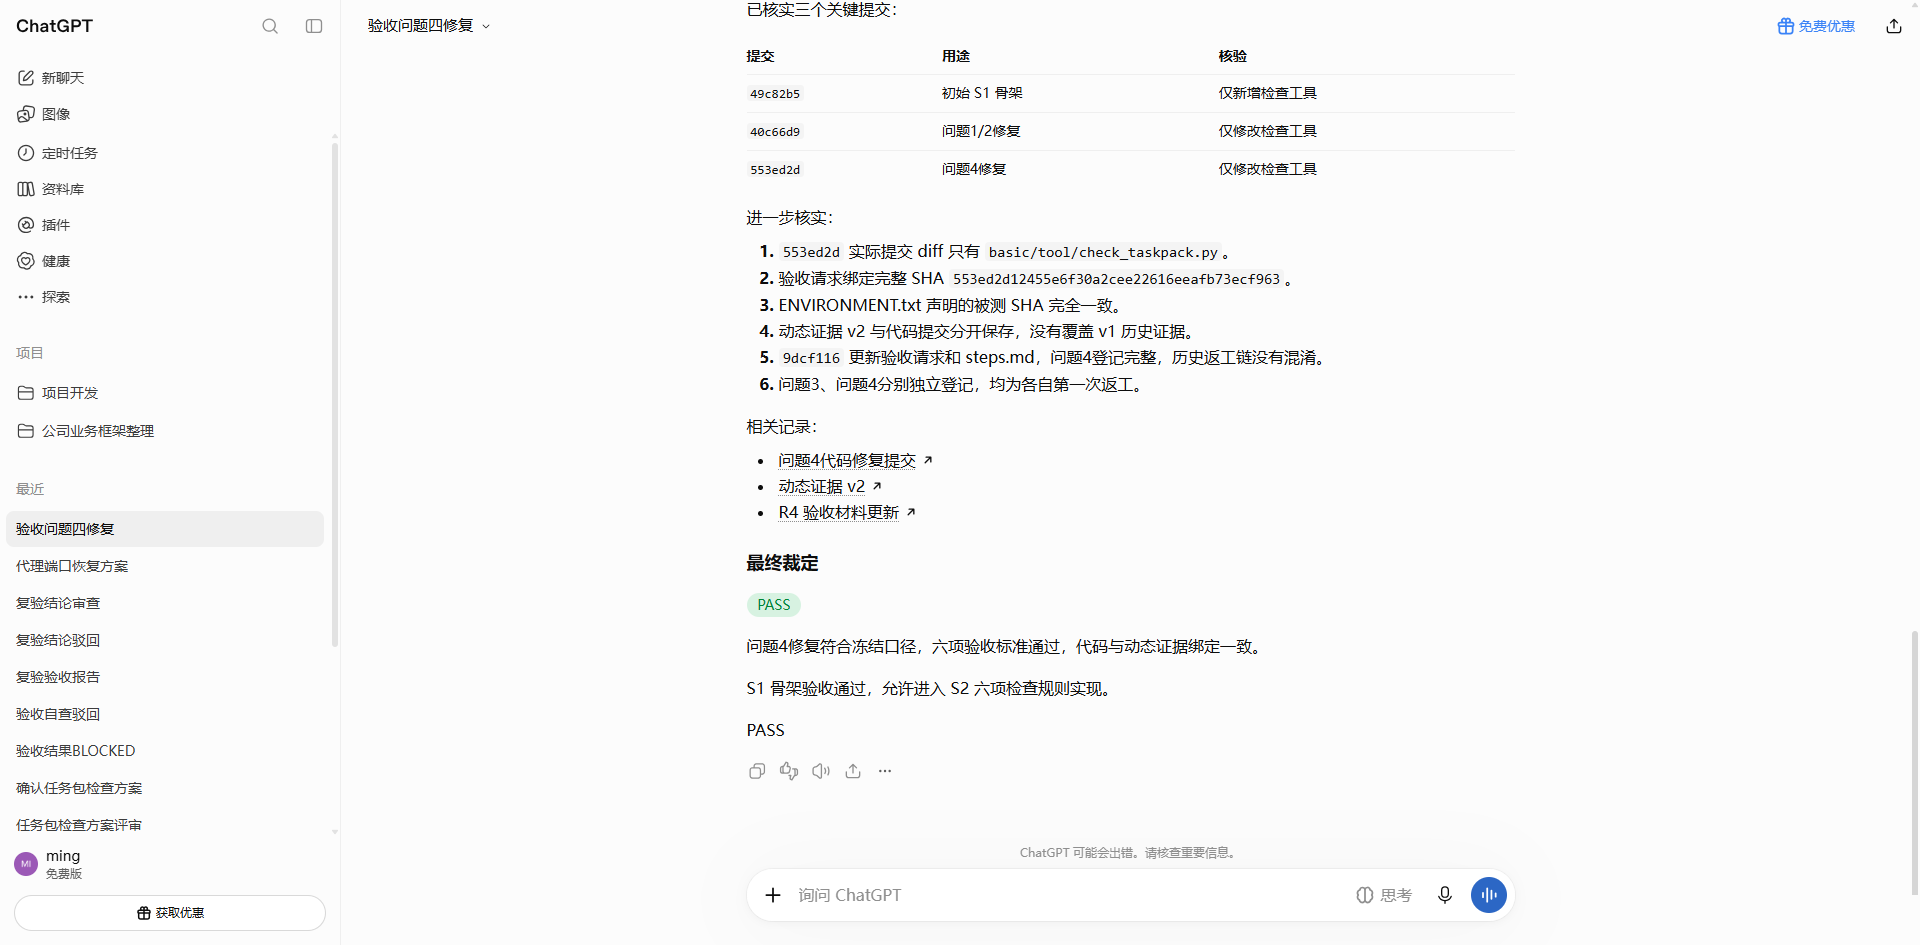 ChatGPT
新聊天
图像
定时任务
资料库
插件
健康
探索
项目
项目开发
公司业务框架整理
最近
验收问题四修复
代理端口恢复方案
复验结论审查
复验结论驳回
复验验收报告
验收自查驳回
验收结果BLOCKED
确认任务包检查方案
任务包检查方案评审
MI
ming
免费版
获取优惠
验收问题四修复
免费优惠
已核实三个关键提交：
提交 用途 核验
49c82b5 初始 S1 骨架 仅新增检查工具
40c66d9 问题1/2修复 仅修改检查工具
553ed2d 问题4修复 仅修改检查工具
进一步核实：
1. 553ed2d 实际提交 diff 只有 basic/tool/check_taskpack.py。
2. 验收请求绑定完整 SHA 553ed2d12455e6f30a2cee22616eeafb73ecf963。
3. ENVIRONMENT.txt 声明的被测 SHA 完全一致。
4. 动态证据 v2 与代码提交分开保存，没有覆盖 v1 历史证据。
5. 9dcf116 更新验收请求和 steps.md，问题4登记完整，历史返工链没有混淆。
6. 问题3、问题4分别独立登记，均为各自第一次返工。
相关记录：
• 问题4代码修复提交
• 动态证据 v2
• R4 验收材料更新
最终裁定
PASS
问题4修复符合冻结口径，六项验收标准通过，代码与动态证据绑定一致。
S1 骨架验收通过，允许进入 S2 六项检查规则实现。
PASS
ChatGPT 可能会出错。请核查重要信息。
询问 ChatGPT
思考